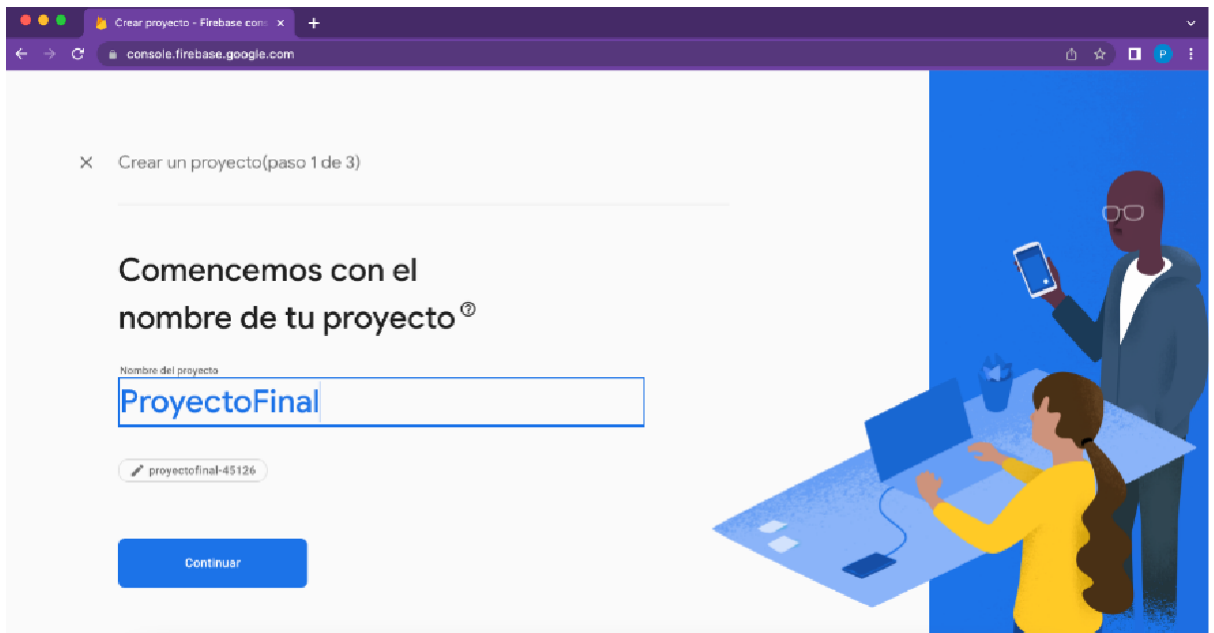 Crear proyecto - Firebase cons
console.firebase.google.com
P
Crear un proyecto(paso 1 de 3)
Comencemos con el
nombre de tu proyecto
Nombre del proyecto
ProyectoFinal
proyectofinal-45126
Continuar